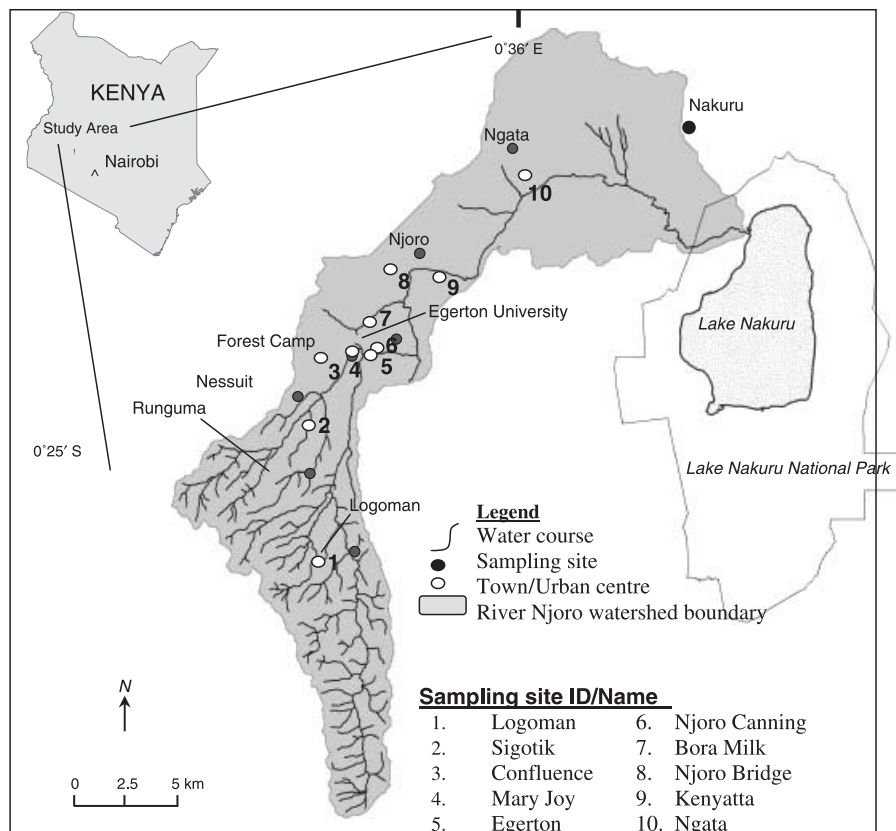 0°36′ E
KENYA
Study Area
Nairobi
Nakuru
Ngata
10
Njoro
8
9
Egerton University
7
Lake Nakuru
Forest Camp
6
3
4
5
Nessuit
Runguma
2
0°25′ S
Lake Nakuru National Park
Logoman
1
Legend
Water course
Sampling site
Town/Urban centre
River Njoro watershed boundary
N
0 2.5 5 km
Sampling site ID/Name
1. Logoman 6. Njoro Canning
2. Sigotik 7. Bora Milk
3. Confluence 8. Njoro Bridge
4. Mary Joy 9. Kenyatta
5. Egerton 10. Ngata